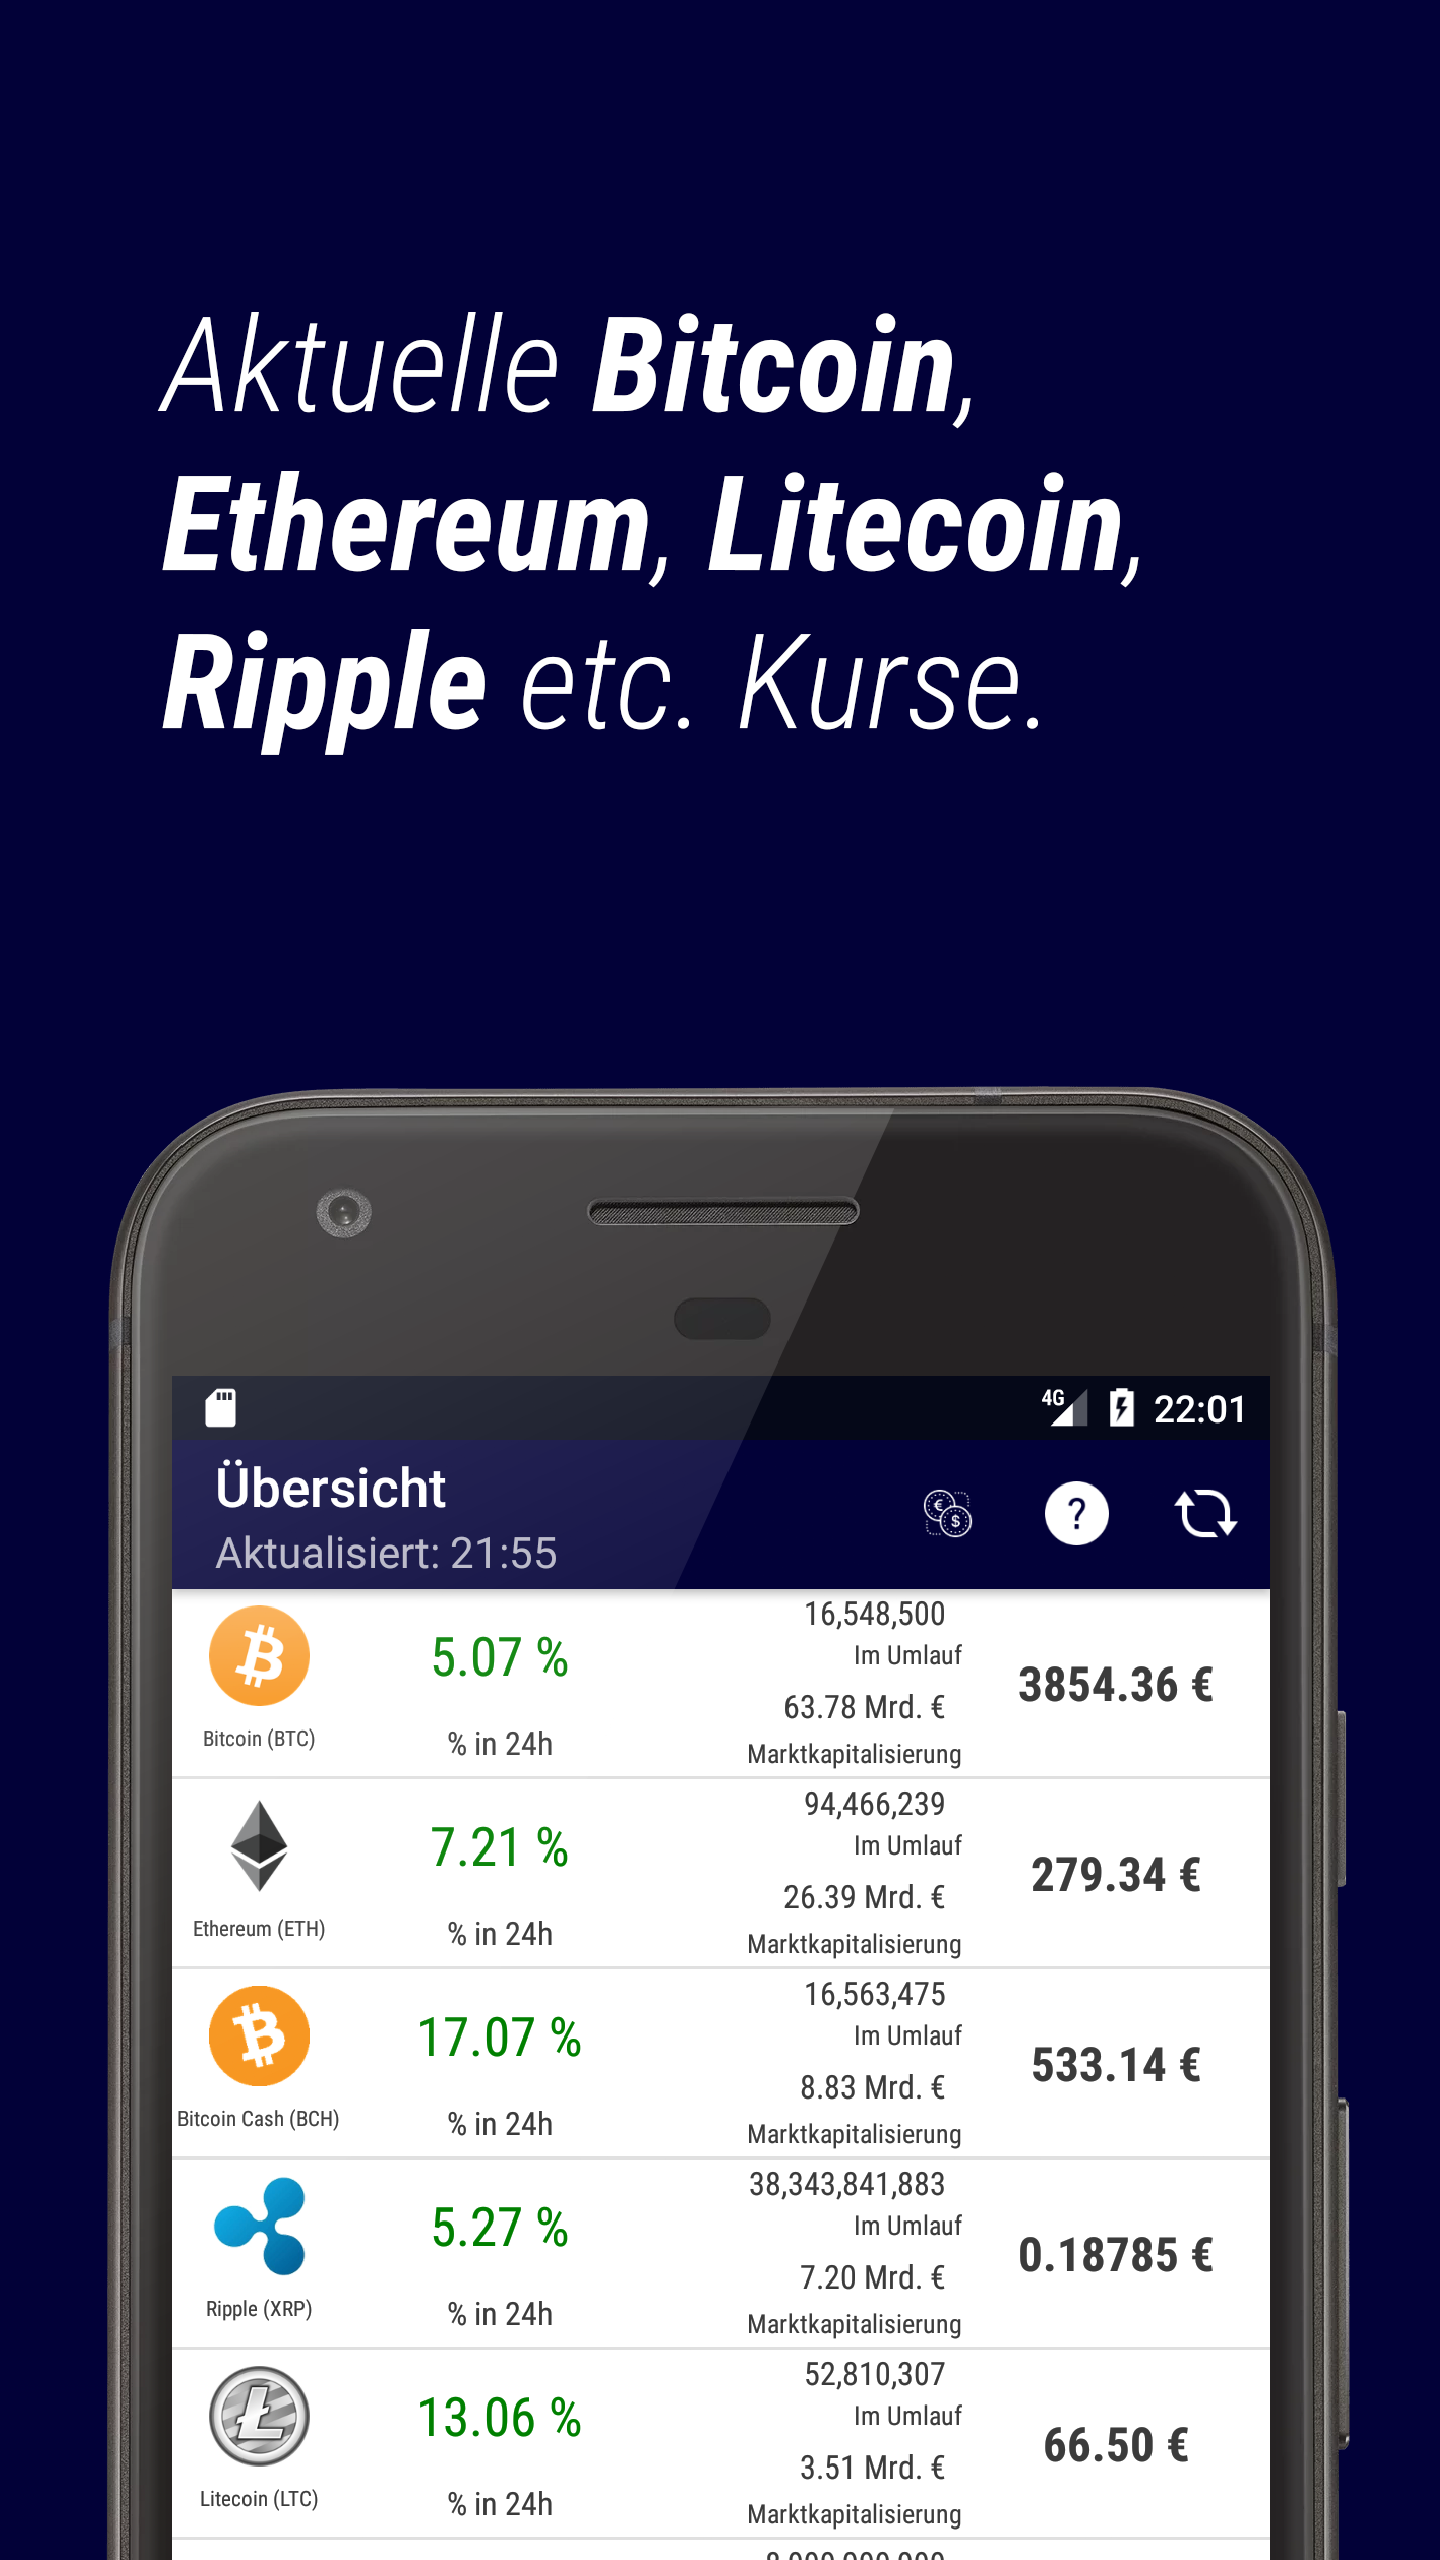 Aktuelle Bitcoin,
Ethereum, Litecoin,
Ripple etc. Kurse.
4G 22:01
Übersicht
Aktualisiert: 21:55
€ $ ?
5.07 %
16,548,500
Im Umlauf
3854.36 €
63.78 Mrd. €
Bitcoin (BTC)
% in 24h
Marktkapitalisierung
7.21 %
94,466,239
Im Umlauf
279.34 €
26.39 Mrd. €
Ethereum (ETH)
% in 24h
Marktkapitalisierung
17.07 %
16,563,475
Im Umlauf
533.14 €
8.83 Mrd. €
Bitcoin Cash (BCH)
% in 24h
Marktkapitalisierung
5.27 %
38,343,841,883
Im Umlauf
0.18785 €
7.20 Mrd. €
Ripple (XRP)
% in 24h
Marktkapitalisierung
13.06 %
52,810,307
Im Umlauf
66.50 €
3.51 Mrd. €
Litecoin (LTC)
% in 24h
Marktkapitalisierung